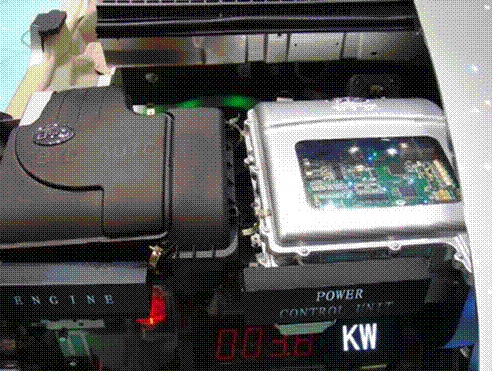 ENGINE
POWER
CONTROL UNIT
003.6 KW